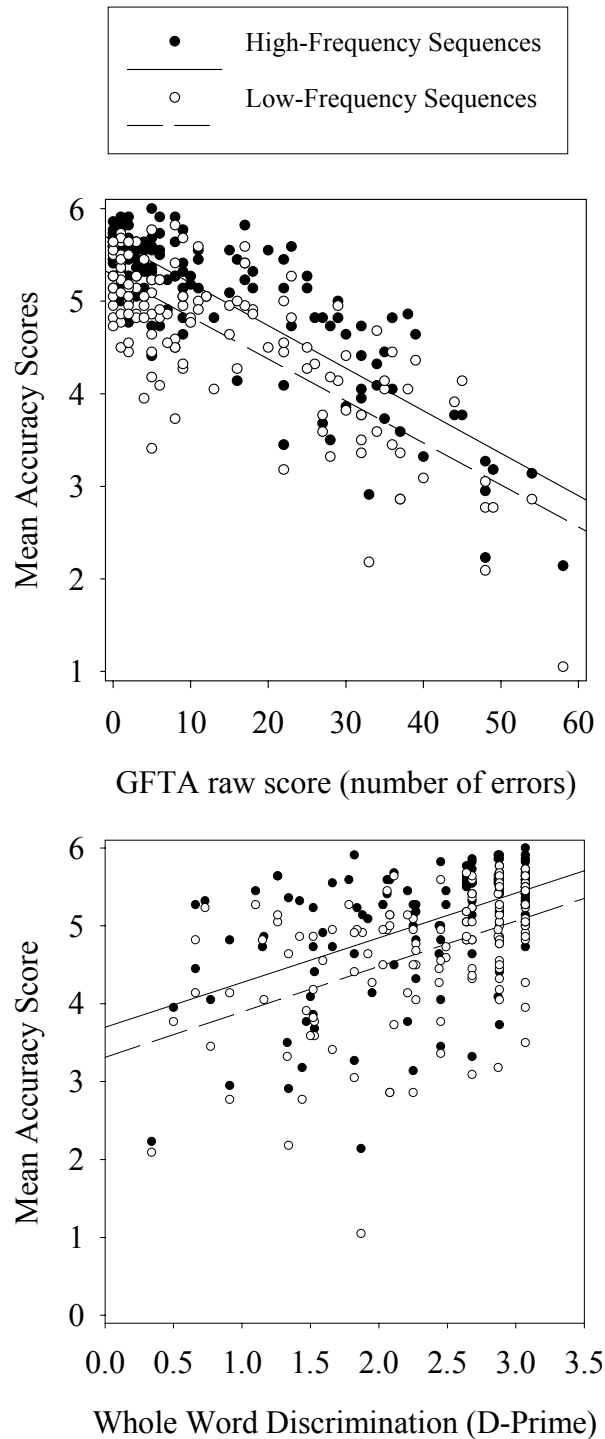 High-Frequency Sequences
Low-Frequency Sequences
Mean Accuracy Scores
6
5
4
3
2
1
0 10 20 30 40 50 60
GFTA raw score (number of errors)
Mean Accuracy Score
6
5
4
3
2
1
0
0.0 0.5 1.0 1.5 2.0 2.5 3.0 3.5
Whole Word Discrimination (D-Prime)